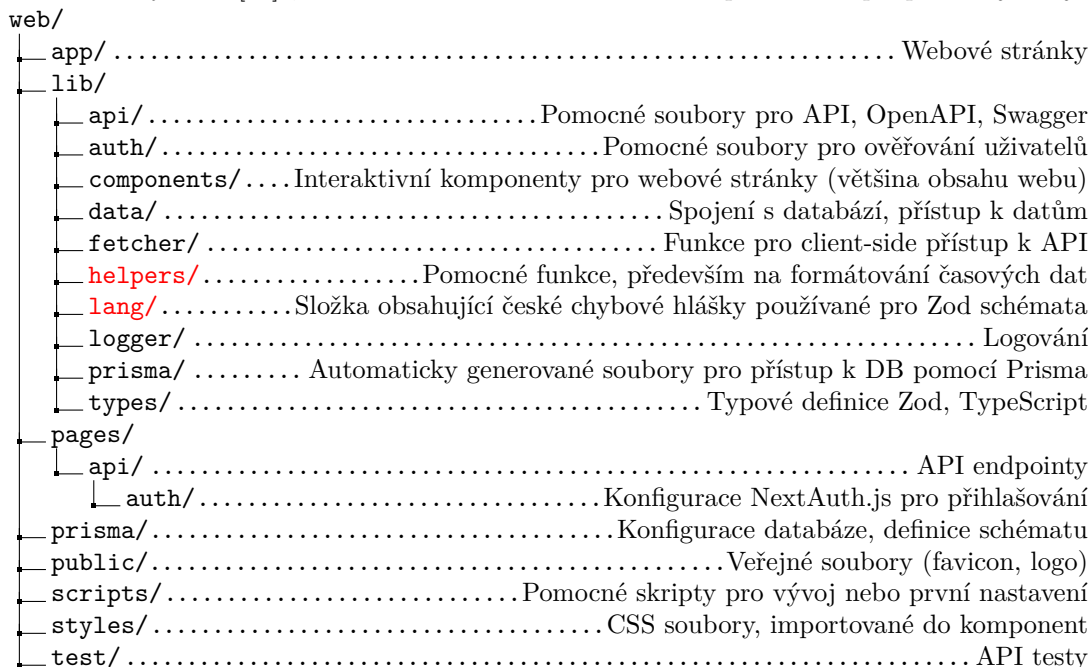 web/
app/ Webové stránky
lib/
api/ Pomocné soubory pro API, OpenAPI, Swagger
auth/ Pomocné soubory pro ověřování uživatelů
components/ Interaktivní komponenty pro webové stránky (většina obsahu webu)
data/ Spojení s databází, přístup k datům
fetcher/ Funkce pro client-side přístup k API
helpers/ Pomocné funkce, především na formátování časových dat
lang/ Složka obsahující české chybové hlášky používané pro Zod schémata
logger/ Logování
prisma/ Automaticky generované soubory pro přístup k DB pomocí Prisma
types/ Typové definice Zod, TypeScript
pages/
api/ API endpointy
auth/ Konfigurace NextAuth.js pro přihlašování
prisma/ Konfigurace databáze, definice schématu
public/ Veřejné soubory (favicon, logo)
scripts/ Pomocné skripty pro vývoj nebo první nastavení
styles/ CSS soubory, importované do komponent
test/ API testy